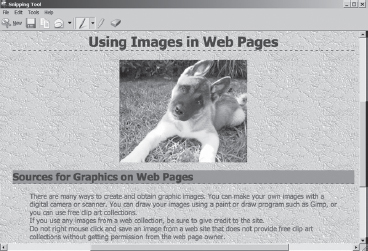 Snipping Tool
File Edit Tools Help
New
Using Images in Web Pages
Sources for Graphics on Web Pages
There are many ways to create and obtain graphic images. You can make your own images with a
digital camera or scanner. You can draw your images using a paint or draw program such as Gimp, or
you can use free clip art collections.
If you use any images from a web collection, be sure to give credit to the site.
Do not right mouse click and save an image from a web site that does not provide free clip art
collections without getting permission from the web page owner.